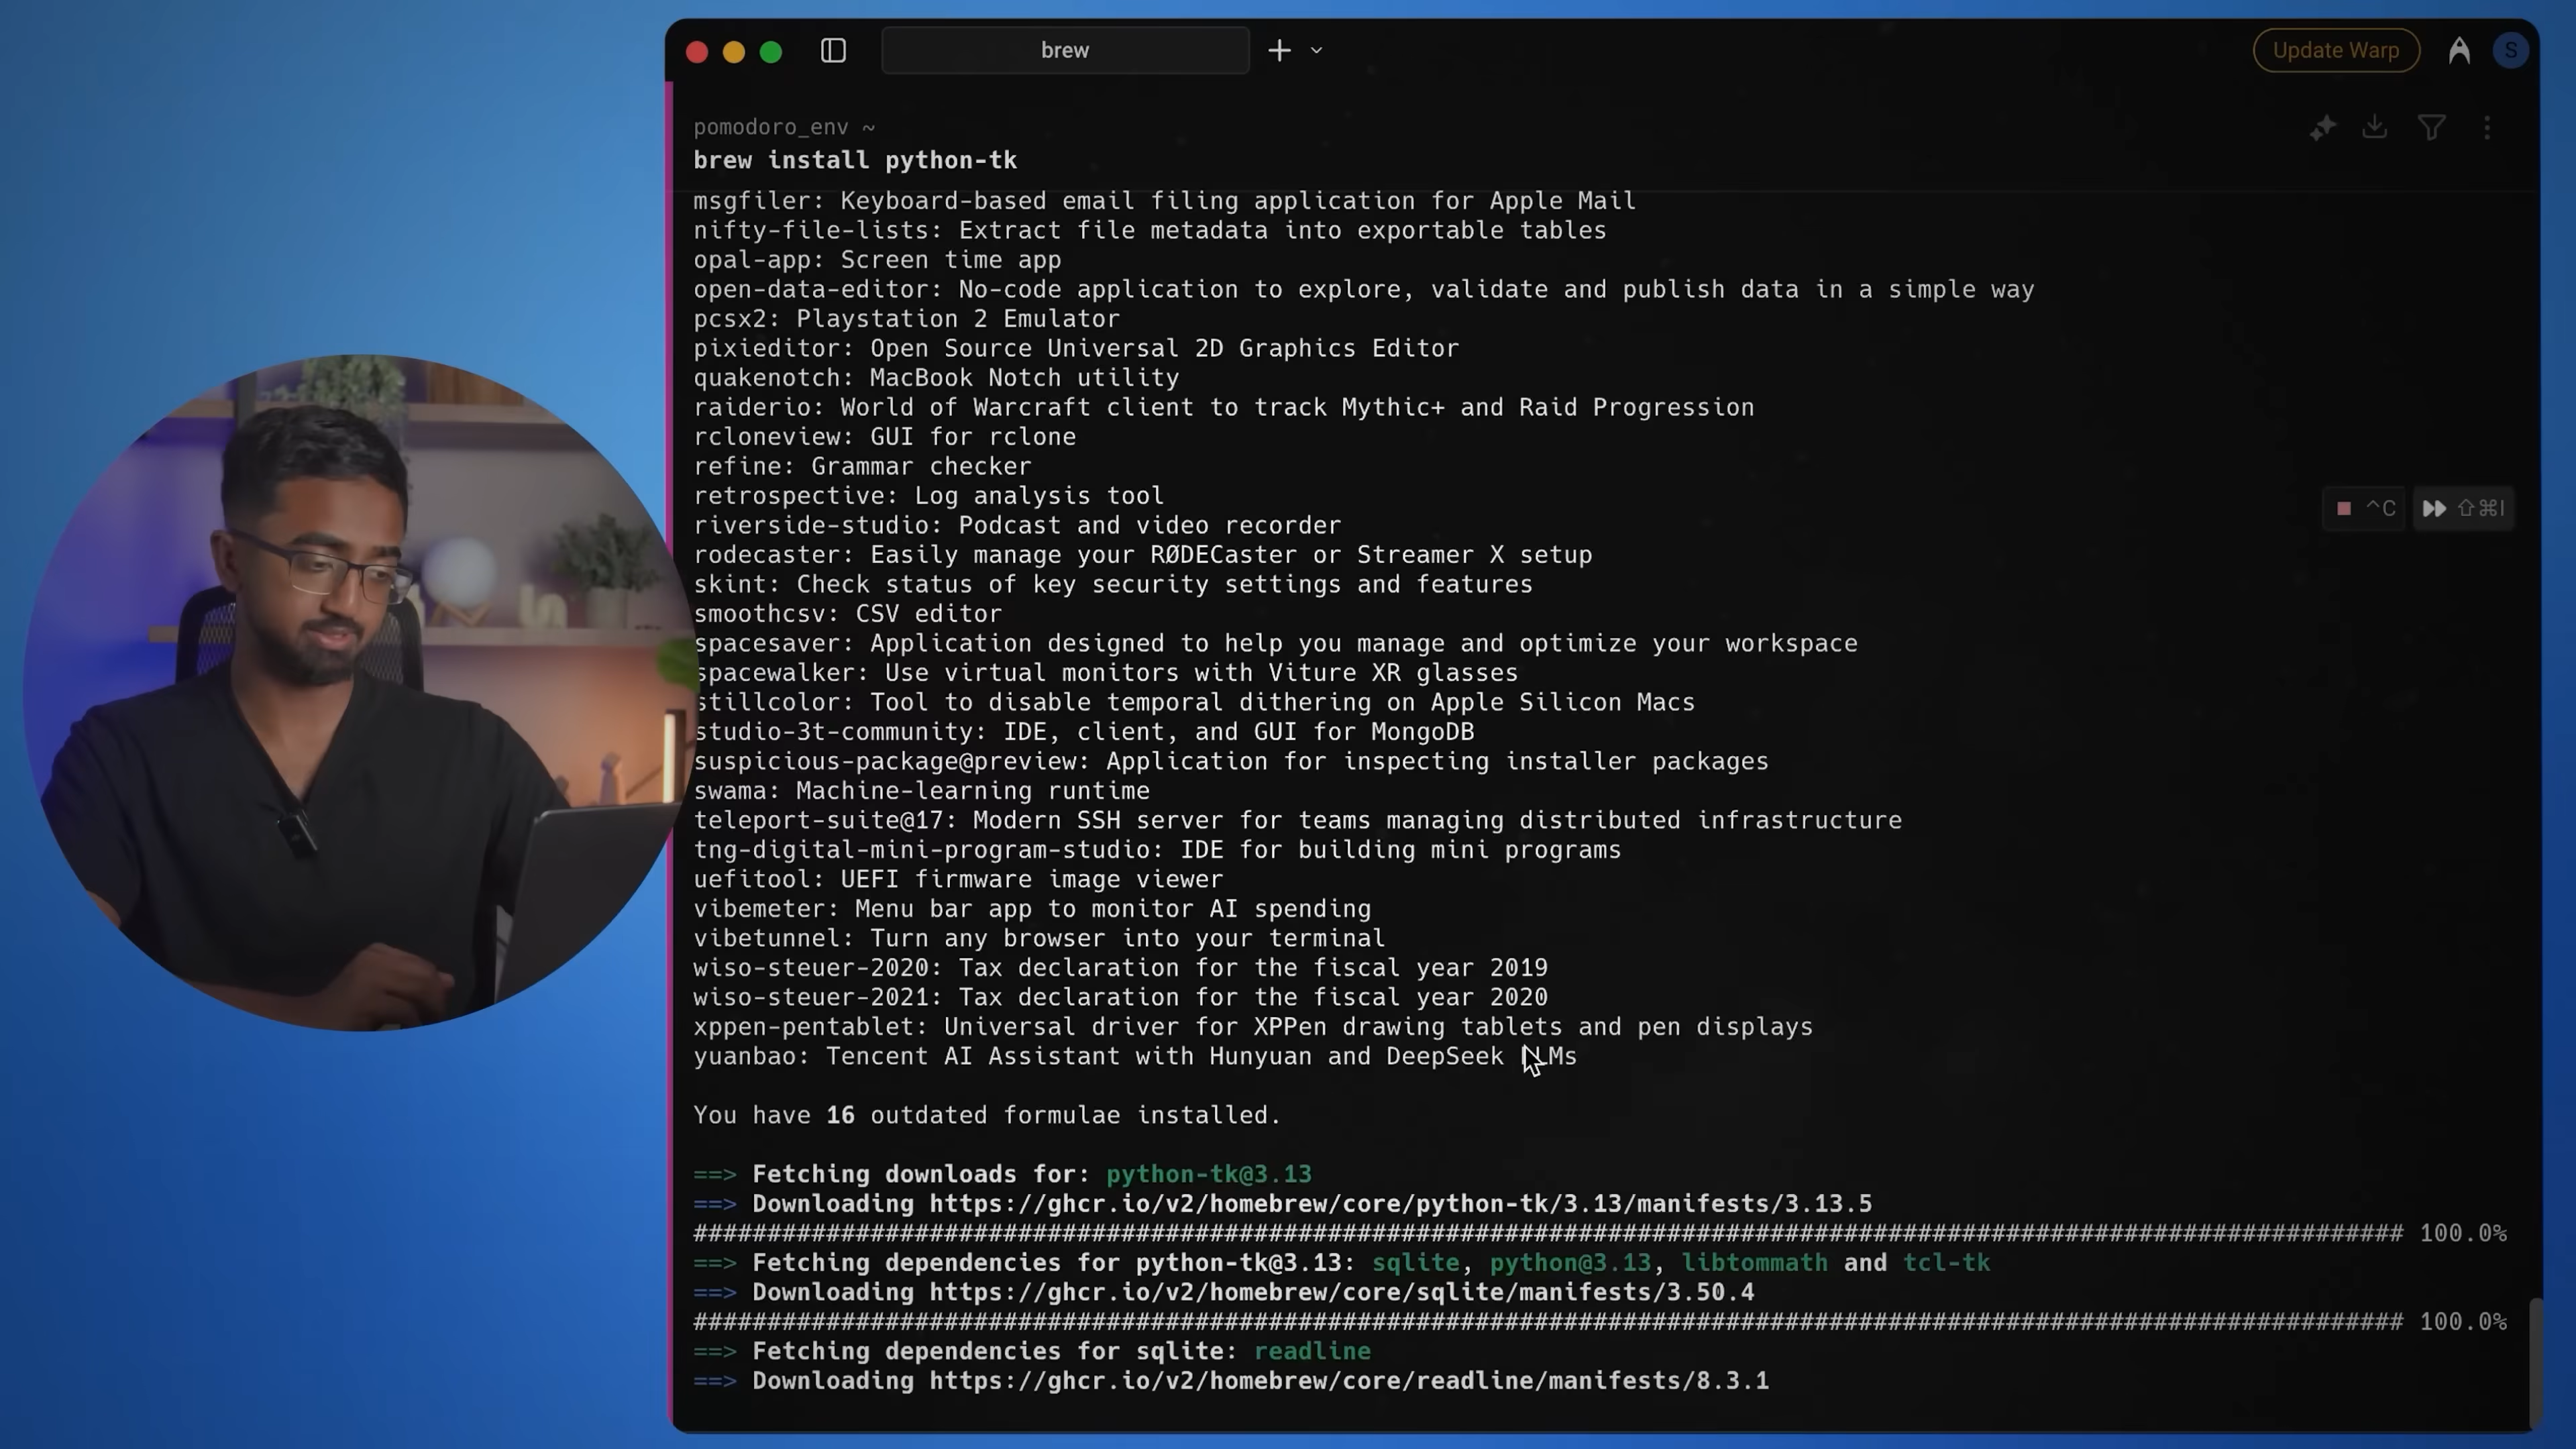 brew
Update Warp
S
pomodoro_env ~
brew install python-tk
msgfiler: Keyboard-based email filing application for Apple Mail
nifty-file-lists: Extract file metadata into exportable tables
opal-app: Screen time app
open-data-editor: No-code application to explore, validate and publish data in a simple way
pcsx2: Playstation 2 Emulator
pixieditor: Open Source Universal 2D Graphics Editor
quakenotch: MacBook Notch utility
raiderio: World of Warcraft client to track Mythic+ and Raid Progression
rcloneview: GUI for rclone
refine: Grammar checker
retrospective: Log analysis tool
^C ⇧⌘I
riverside-studio: Podcast and video recorder
rodecaster: Easily manage your RØDECaster or Streamer X setup
skint: Check status of key security settings and features
smoothcsv: CSV editor
spacesaver: Application designed to help you manage and optimize your workspace
spacewalker: Use virtual monitors with Viture XR glasses
stillcolor: Tool to disable temporal dithering on Apple Silicon Macs
studio-3t-community: IDE, client, and GUI for MongoDB
suspicious-package@preview: Application for inspecting installer packages
swama: Machine-learning runtime
teleport-suite@17: Modern SSH server for teams managing distributed infrastructure
tng-digital-mini-program-studio: IDE for building mini programs
uefitool: UEFI firmware image viewer
vibemeter: Menu bar app to monitor AI spending
vibetunnel: Turn any browser into your terminal
wiso-steuer-2020: Tax declaration for the fiscal year 2019
wiso-steuer-2021: Tax declaration for the fiscal year 2020
xppen-pentablet: Universal driver for XPPen drawing tablets and pen displays
yuanbao: Tencent AI Assistant with Hunyuan and DeepSeek LLMs
You have 16 outdated formulae installed.
==> Fetching downloads for: python-tk@3.13
==> Downloading https://ghcr.io/v2/homebrew/core/python-tk/3.13/manifests/3.13.5
#################################################################################################################### 100.0%
==> Fetching dependencies for python-tk@3.13: sqlite, python@3.13, libtommath and tcl-tk
==> Downloading https://ghcr.io/v2/homebrew/core/sqlite/manifests/3.50.4
#################################################################################################################### 100.0%
==> Fetching dependencies for sqlite: readline
==> Downloading https://ghcr.io/v2/homebrew/core/readline/manifests/8.3.1